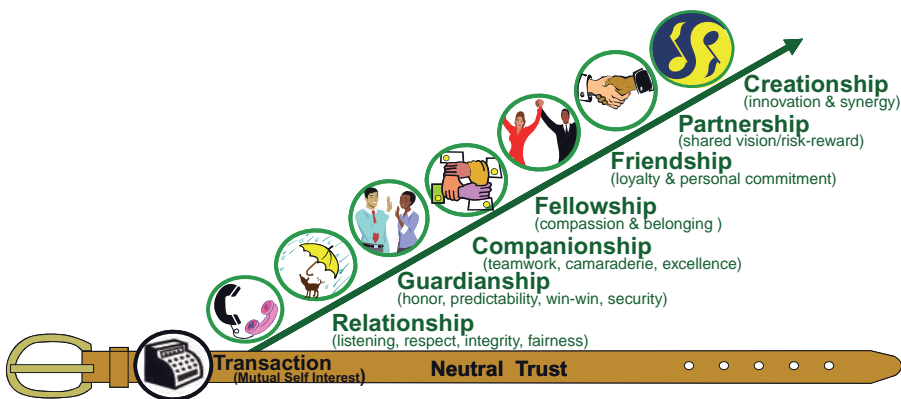 Creationship
(innovation & synergy)
Partnership
(shared vision/risk-reward)
Friendship
(loyalty & personal commitment)
Fellowship
(compassion & belonging )
Companionship
(teamwork, camaraderie, excellence)
Guardianship
(honor, predictability, win-win, security)
Relationship
(listening, respect, integrity, fairness)
Transaction
(Mutual Self Interest)
Neutral Trust